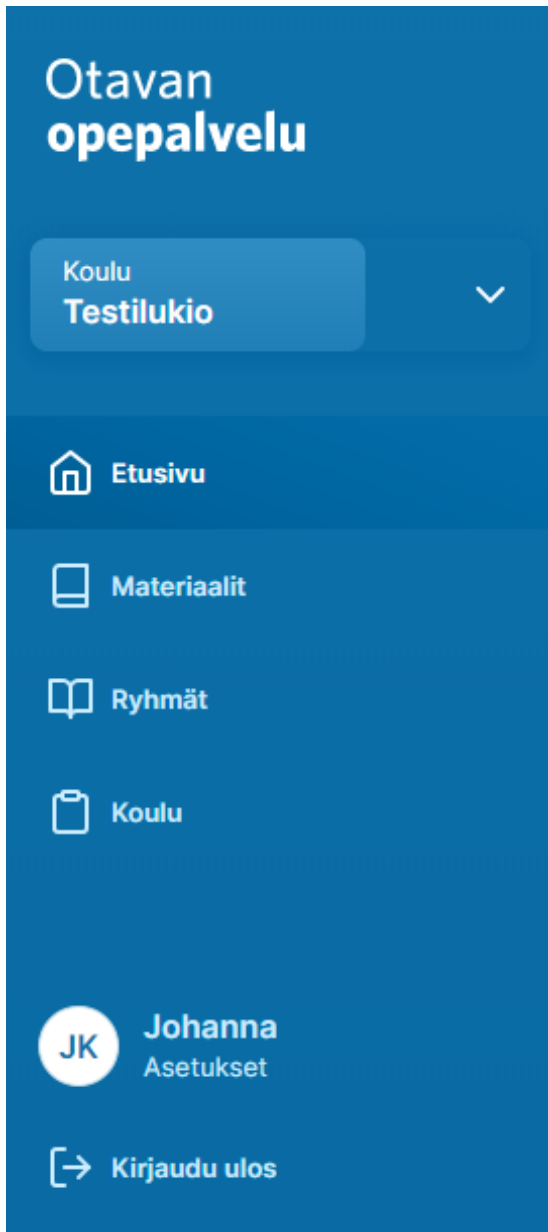 Otavan
opepalvelu
Koulu
Testilukio
Etusivu
Materiaalit
Ryhmät
Koulu
JK
Johanna
Asetukset
Kirjaudu ulos